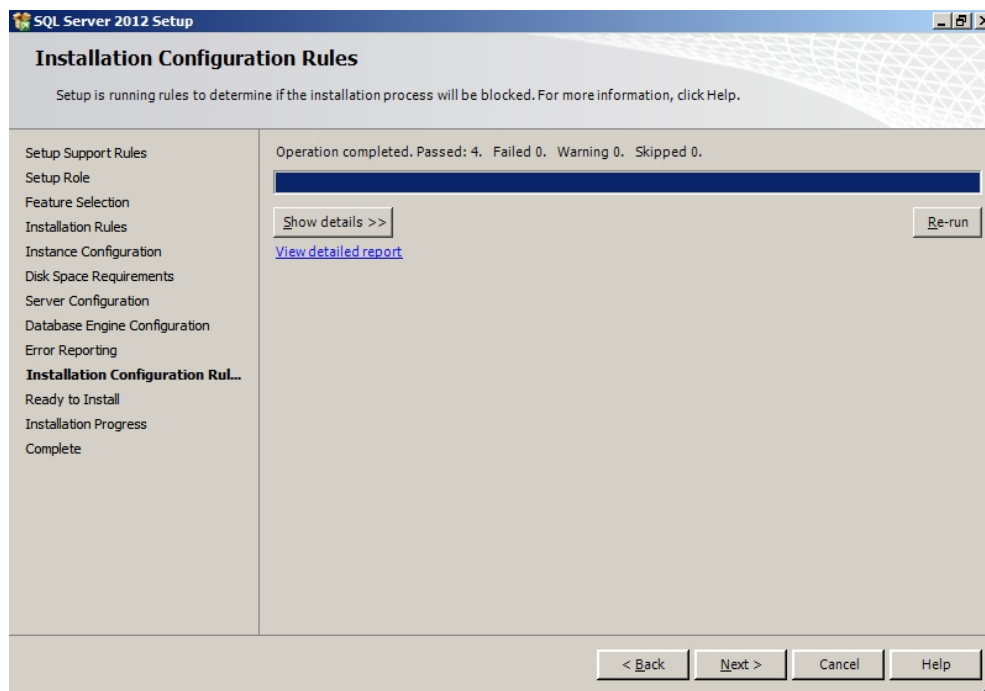 SQL Server 2012 Setup
Installation Configuration Rules
Setup is running rules to determine if the installation process will be blocked. For more information, click Help.
Setup Support Rules
Setup Role
Feature Selection
Installation Rules
Instance Configuration
Disk Space Requirements
Server Configuration
Database Engine Configuration
Error Reporting
Installation Configuration Rul...
Ready to Install
Installation Progress
Complete
Operation completed. Passed: 4. Failed 0. Warning 0. Skipped 0.
Show details >>
Re-run
View detailed report
< Back
Next >
Cancel
Help